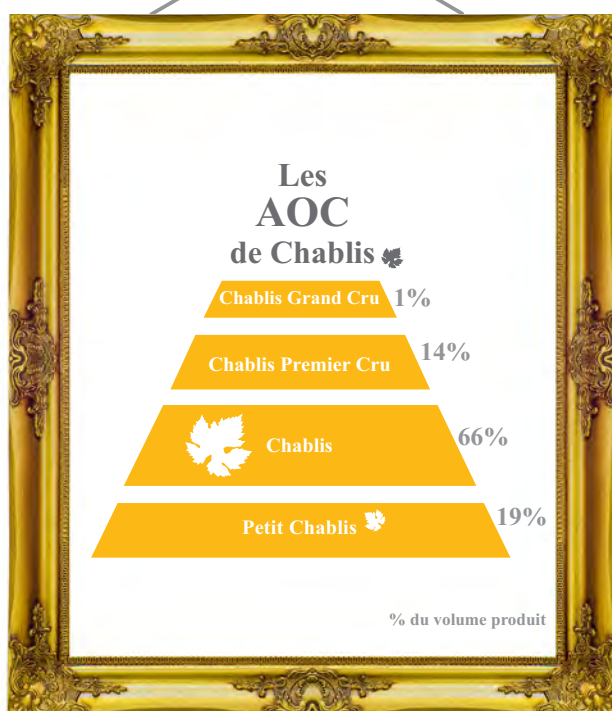 Les
AOC
de Chablis
Chablis Grand Cru 1%
Chablis Premier Cru 14%
Chablis 66%
Petit Chablis 19%
% du volume produit